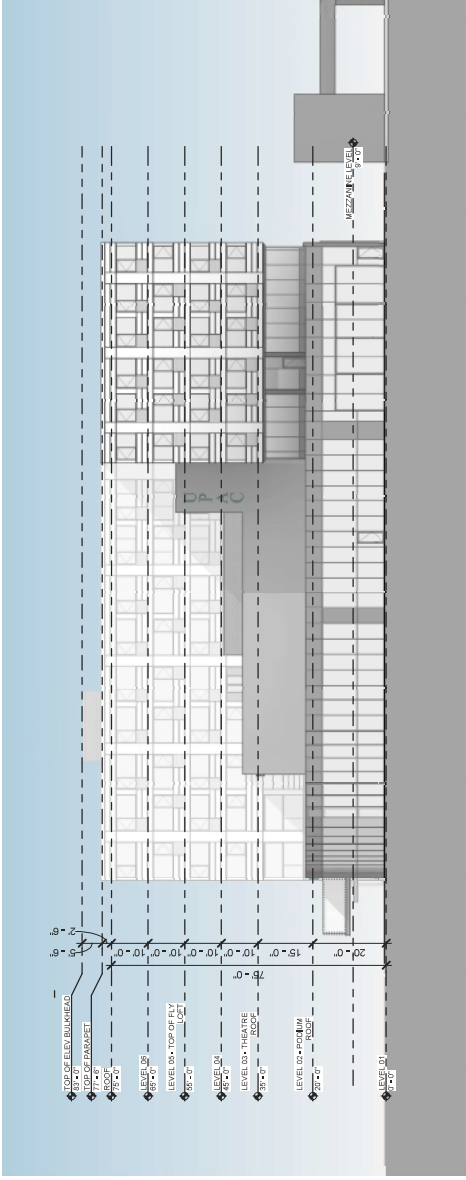 TOP OF ELEV BULKHEAD
83' - 0"
TOP OF PARAPET
77' - 6"
ROOF
75' - 0"
LEVEL 06
65' - 0"
LEVEL 05 - TOP OF FLY
LOFT
55' - 0"
LEVEL 04
45' - 0"
LEVEL 03 - THEATRE
ROOF
35' - 0"
LEVEL 02 - PODIUM
ROOF
20' - 0"
LEVEL 01
0' - 0"
2' - 6"
5' - 6"
10' - 0"
10' - 0"
10' - 0"
10' - 0"
15' - 0"
20' - 0"
75' - 0"
UPAC
MEZZANINE LEVEL
9' - 0"